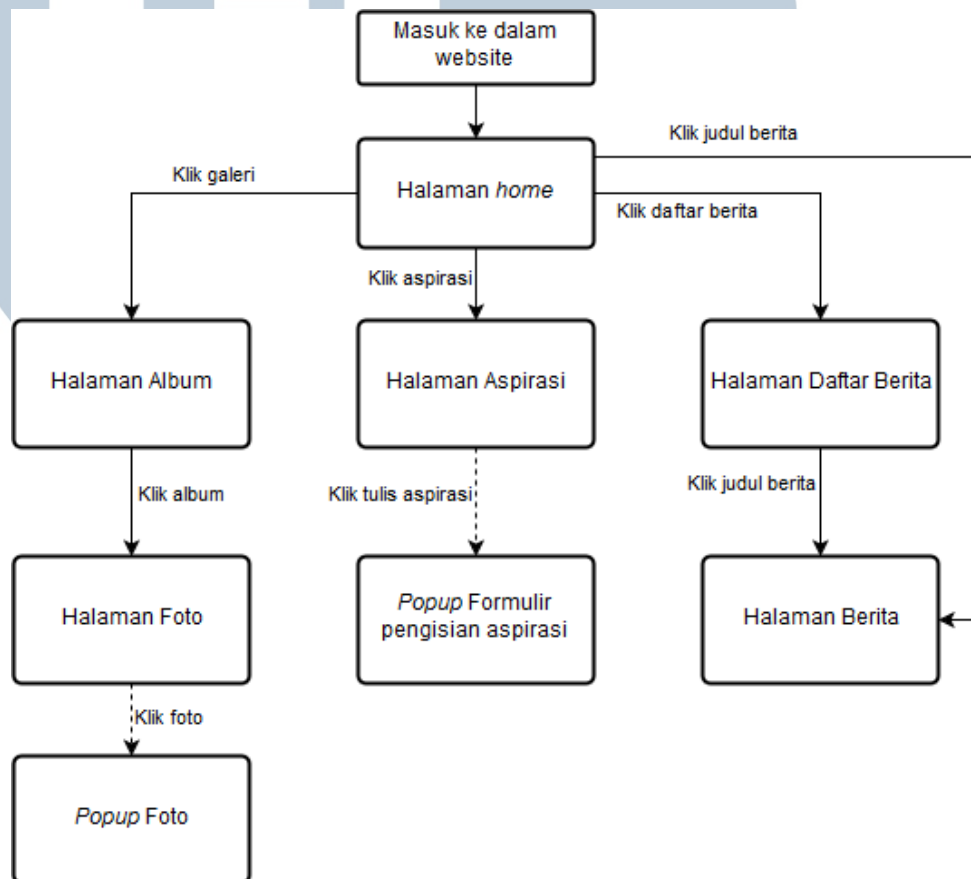 Masuk ke dalam
website
Klik judul berita
Klik galeri
Halaman home
Klik daftar berita
Klik aspirasi
Halaman Album
Halaman Aspirasi
Halaman Daftar Berita
Klik album
Klik tulis aspirasi
Klik judul berita
Halaman Foto
Popup Formulir
pengisian aspirasi
Halaman Berita
Klik foto
Popup Foto